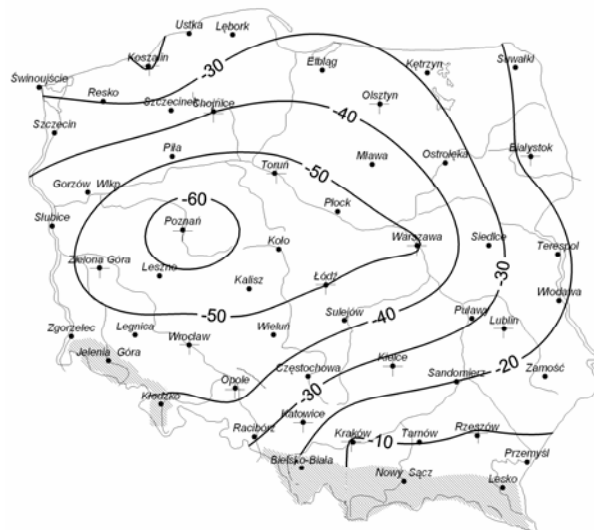 Ustka
Lębork
Koszalin
-30
Elbląg
Kętrzyn
Suwałki
Świnoujście
Resko
Szczecinek
Chojnice
Olsztyn
-40
Szczecin
Piła
Toruń
-50
Mława
Ostrołęka
Białystok
Gorzów Wlkp
-60
Płock
Słubice
Poznań
Koło
Warszawa
Siedlce
Terespol
Zielona Góra
Leszno
Kalisz
Łódź
-30
Włodawa
-50
Sulejów
-40
Puławy
Lublin
Zgorzelec
Legnica
Wrocław
Wieluń
Jelenia Góra
Kielce
-20
Opole
Częstochowa
Sandomierz
Zamość
Kłodzko
-30
Katowice
Racibórz
Kraków
-10
Tarnów
Rzeszów
Bielsko-Biała
Nowy Sącz
Przemyśl
Lesko